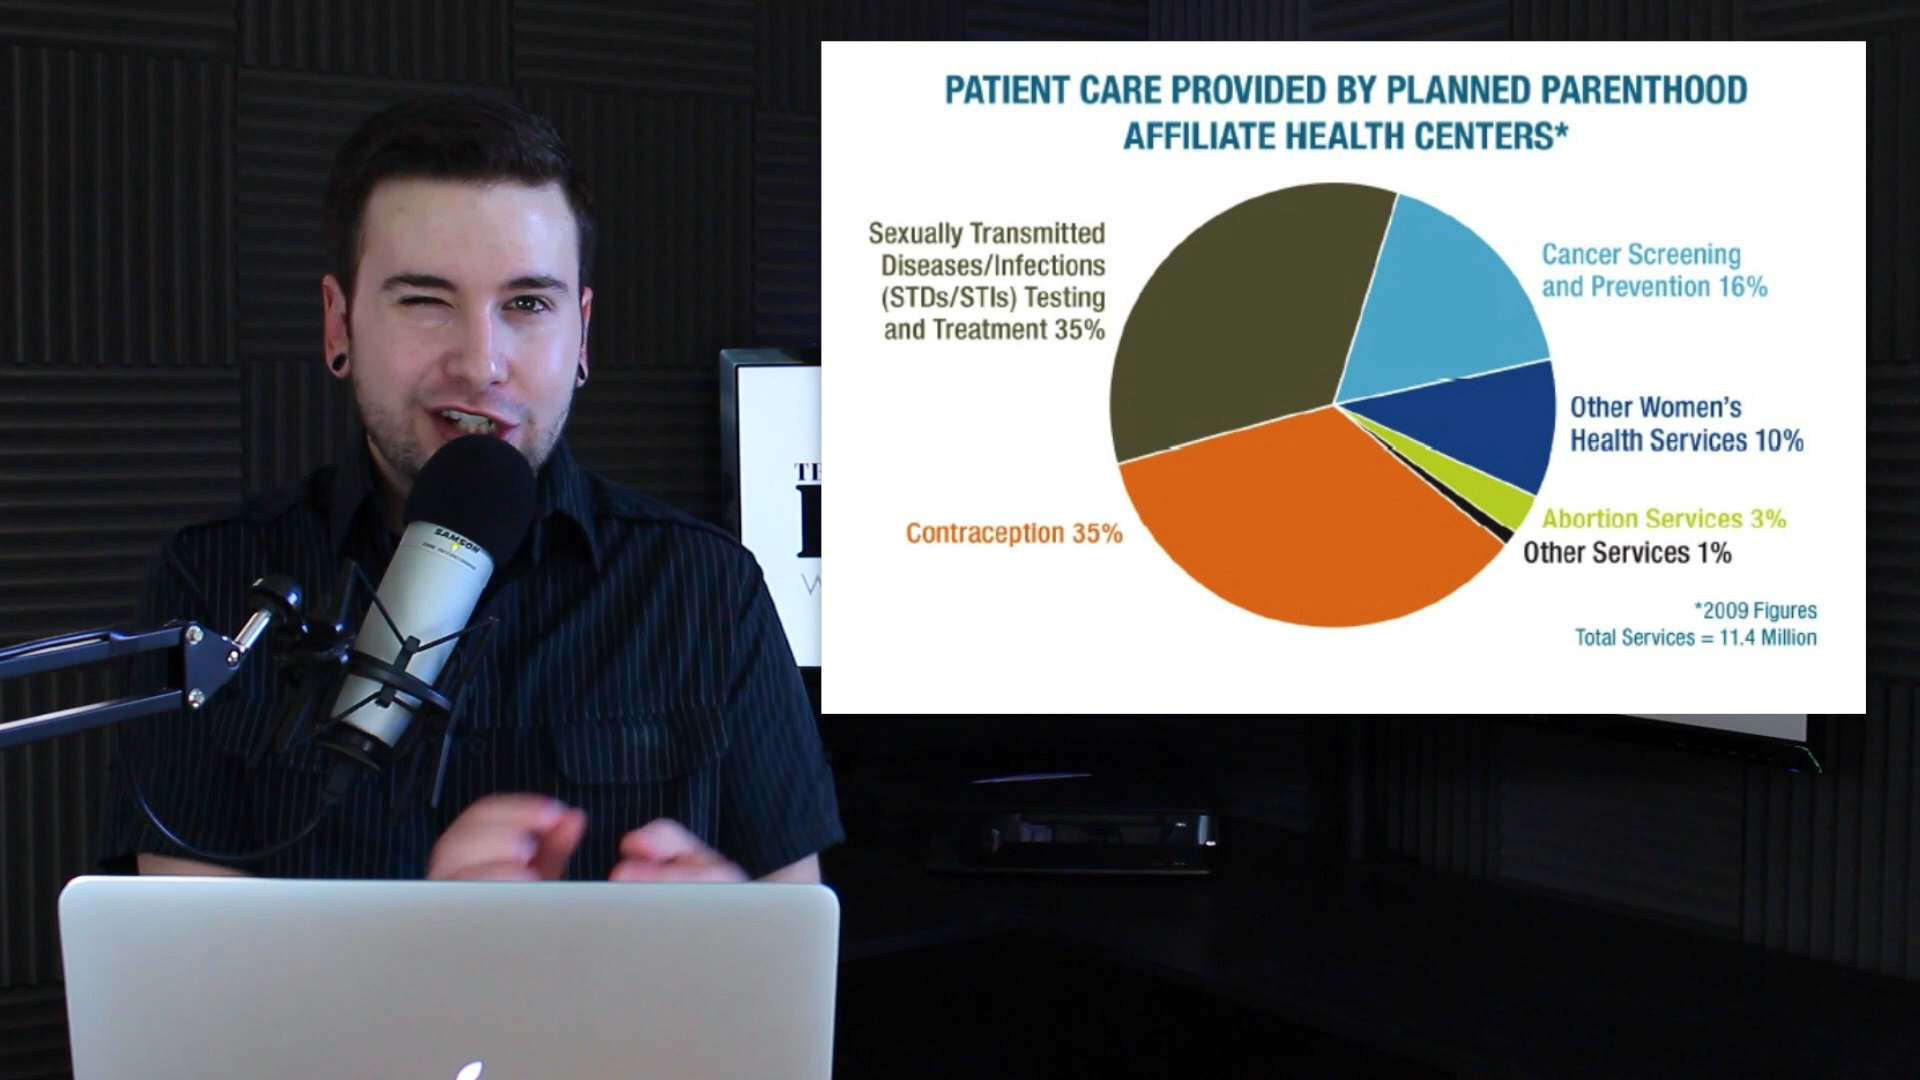 PATIENT CARE PROVIDED BY PLANNED PARENTHOOD
AFFILIATE HEALTH CENTERS*
Sexually Transmitted
Diseases/Infections
(STDs/STIs) Testing
and Treatment 35%
Cancer Screening
and Prevention 16%
Other Women's
Health Services 10%
Abortion Services 3%
Other Services 1%
Contraception 35%
*2009 Figures
Total Services = 11.4 Million
SAMSON